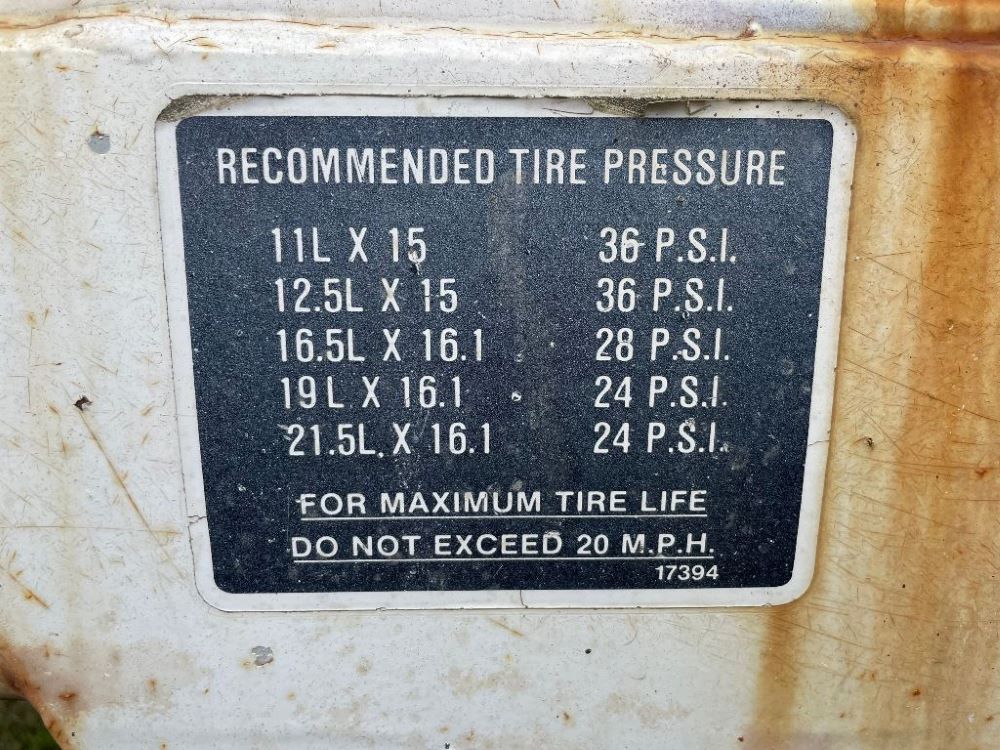 RECOMMENDED TIRE PRESSURE
11L X 15 36 P.S.I.
12.5L X 15 36 P.S.I.
16.5L X 16.1 28 P.S.I.
19L X 16.1 24 P.S.I.
21.5L X 16.1 24 P.S.I.
FOR MAXIMUM TIRE LIFE
DO NOT EXCEED 20 M.P.H.
17394